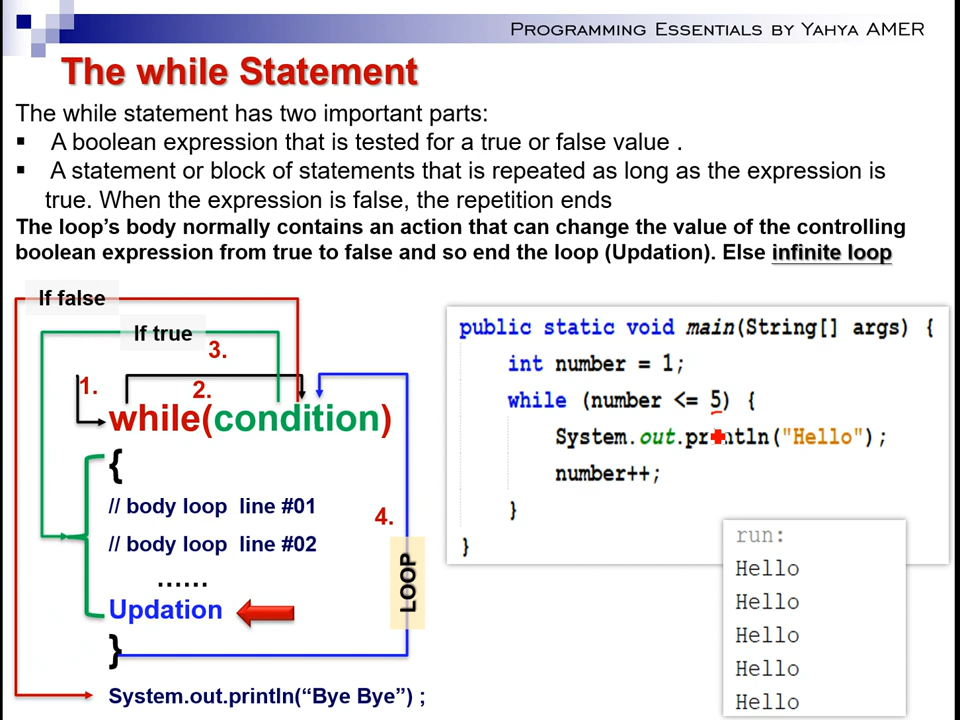 PROGRAMMING ESSENTIALS BY YAHYA AMER
The while Statement
The while statement has two important parts:
▪ A boolean expression that is tested for a true or false value .
▪ A statement or block of statements that is repeated as long as the expression is
true. When the expression is false, the repetition ends
The loop’s body normally contains an action that can change the value of the controlling
boolean expression from true to false and so end the loop (Updation). Else infinite loop
If false
If true
3.
1.
2.
while(condition)
{
// body loop line #01
// body loop line #02
4.
......
LOOP
Updation
}
System.out.println(“Bye Bye”) ;
public static void main(String[] args) {
int number = 1;
while (number <= 5) {
System.out.println("Hello");
number++;
}
}
run:
Hello
Hello
Hello
Hello
Hello